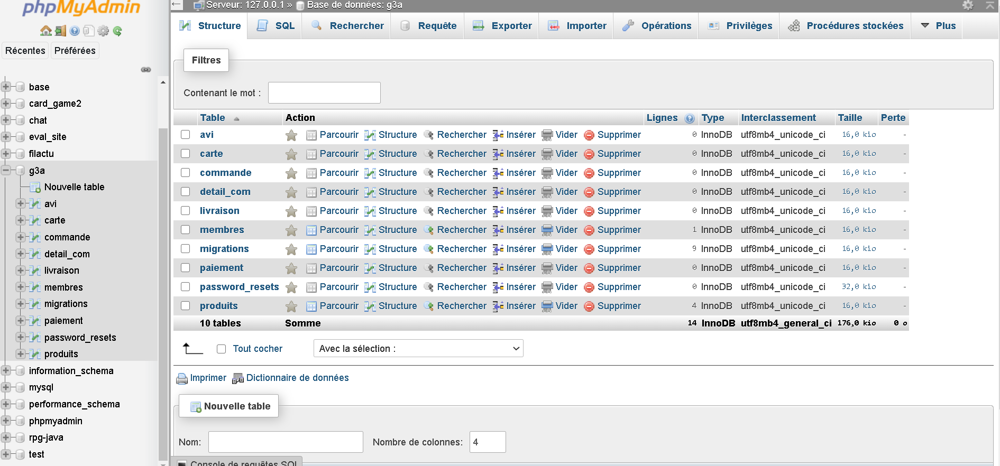 phpMyAdmin
Récentes Préférées
base
card_game2
chat
eval_site
filactu
g3a
Nouvelle table
avi
carte
commande
detail_com
livraison
membres
migrations
paiement
password_resets
produits
information_schema
mysql
performance_schema
phpmyadmin
rpg-java
test
Serveur: 127.0.0.1 » Base de données: g3a
Structure SQL Rechercher Requête Exporter Importer Opérations Privilèges Procédures stockées Plus
Filtres
Contenant le mot :
Table Action Lignes Type Interclassement Taille Perte
avi Parcourir Structure Rechercher Insérer Vider Supprimer 0 InnoDB utf8mb4_unicode_ci 16,0 kio -
carte Parcourir Structure Rechercher Insérer Vider Supprimer 0 InnoDB utf8mb4_unicode_ci 16,0 kio -
commande Parcourir Structure Rechercher Insérer Vider Supprimer 0 InnoDB utf8mb4_unicode_ci 16,0 kio -
detail_com Parcourir Structure Rechercher Insérer Vider Supprimer 0 InnoDB utf8mb4_unicode_ci 16,0 kio -
livraison Parcourir Structure Rechercher Insérer Vider Supprimer 0 InnoDB utf8mb4_unicode_ci 16,0 kio -
membres Parcourir Structure Rechercher Insérer Vider Supprimer 1 InnoDB utf8mb4_unicode_ci 16,0 kio -
migrations Parcourir Structure Rechercher Insérer Vider Supprimer 9 InnoDB utf8mb4_unicode_ci 16,0 kio -
paiement Parcourir Structure Rechercher Insérer Vider Supprimer 0 InnoDB utf8mb4_unicode_ci 16,0 kio -
password_resets Parcourir Structure Rechercher Insérer Vider Supprimer 0 InnoDB utf8mb4_unicode_ci 32,0 kio -
produits Parcourir Structure Rechercher Insérer Vider Supprimer 4 InnoDB utf8mb4_unicode_ci 16,0 kio -
10 tables Somme 14 InnoDB utf8mb4_general_ci 176,0 kio 0 o
Tout cocher Avec la sélection :
Imprimer Dictionnaire de données
Nouvelle table
Nom: Nombre de colonnes: 4
Console de requêtes SQL